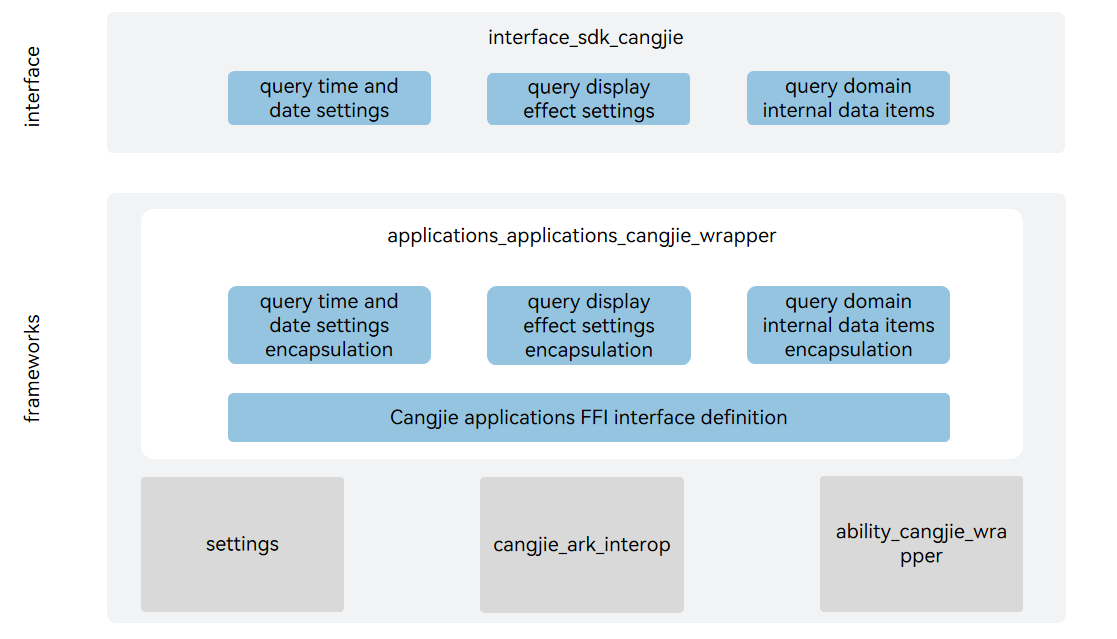 interface
interface_sdk_cangjie
query time and
date settings
query display
effect settings
query domain
internal data items
frameworks
applications_applications_cangjie_wrapper
query time and
date settings
encapsulation
query display
effect settings
encapsulation
query domain
internal data items
encapsulation
Cangjie applications FFI interface definition
settings
cangjie_ark_interop
ability_cangjie_wra
pper